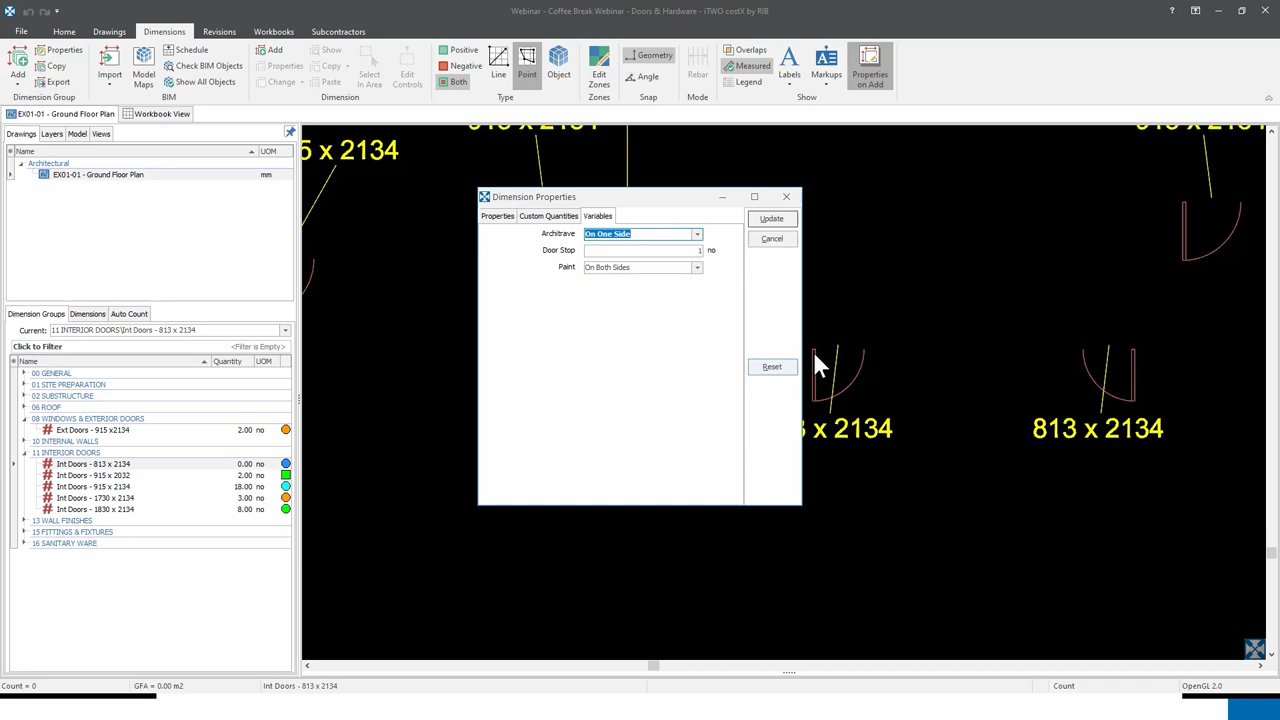 Webinar - Coffee Break Webinar - Doors & Hardware - iTWO costX by RIB
File Home Drawings Dimensions Revisions Workbooks Subcontractors
Add Properties Copy Export Import Model Maps Schedule Check BIM Objects Show All Objects Add Properties Change Show Copy Paste Select In Area Edit Controls Positive Negative Both Line Point Object Edit Zones Geometry Angle Rebar Overlaps Measured Legend Labels Markups Properties on Add
Dimension Group BIM Dimension Type Zones Snap Mode Show
EX01-01 - Ground Floor Plan Workbook View
Drawings Layers Model Views
Name UOM
Architectural
EX01-01 - Ground Floor Plan mm
Dimension Groups Dimensions Auto Count
Current: 11 INTERIOR DOORS\Int Doors - 813 x 2134
Click to Filter <Filter is Empty>
Name Quantity UOM
00 GENERAL
01 SITE PREPARATION
02 SUBSTRUCTURE
06 ROOF
08 WINDOWS & EXTERIOR DOORS
Ext Doors - 915 x2134 2.00 no
10 INTERNAL WALLS
11 INTERIOR DOORS
Int Doors - 813 x 2134 0.00 no
Int Doors - 915 x 2032 2.00 no
Int Doors - 915 x 2134 18.00 no
Int Doors - 1730 x 2134 3.00 no
Int Doors - 1830 x 2134 8.00 no
13 WALL FINISHES
15 FITTINGS & FIXTURES
16 SANITARY WARE
5 x 2134
Dimension Properties
Properties Custom Quantities Variables
Architrave On One Side
Door Stop 1 no
Paint On Both Sides
Update
Cancel
Reset
x 2134
813 x 2134
Count = 0 GFA = 0.00 m2 Int Doors - 813 x 2134 Count OpenGL 2.0